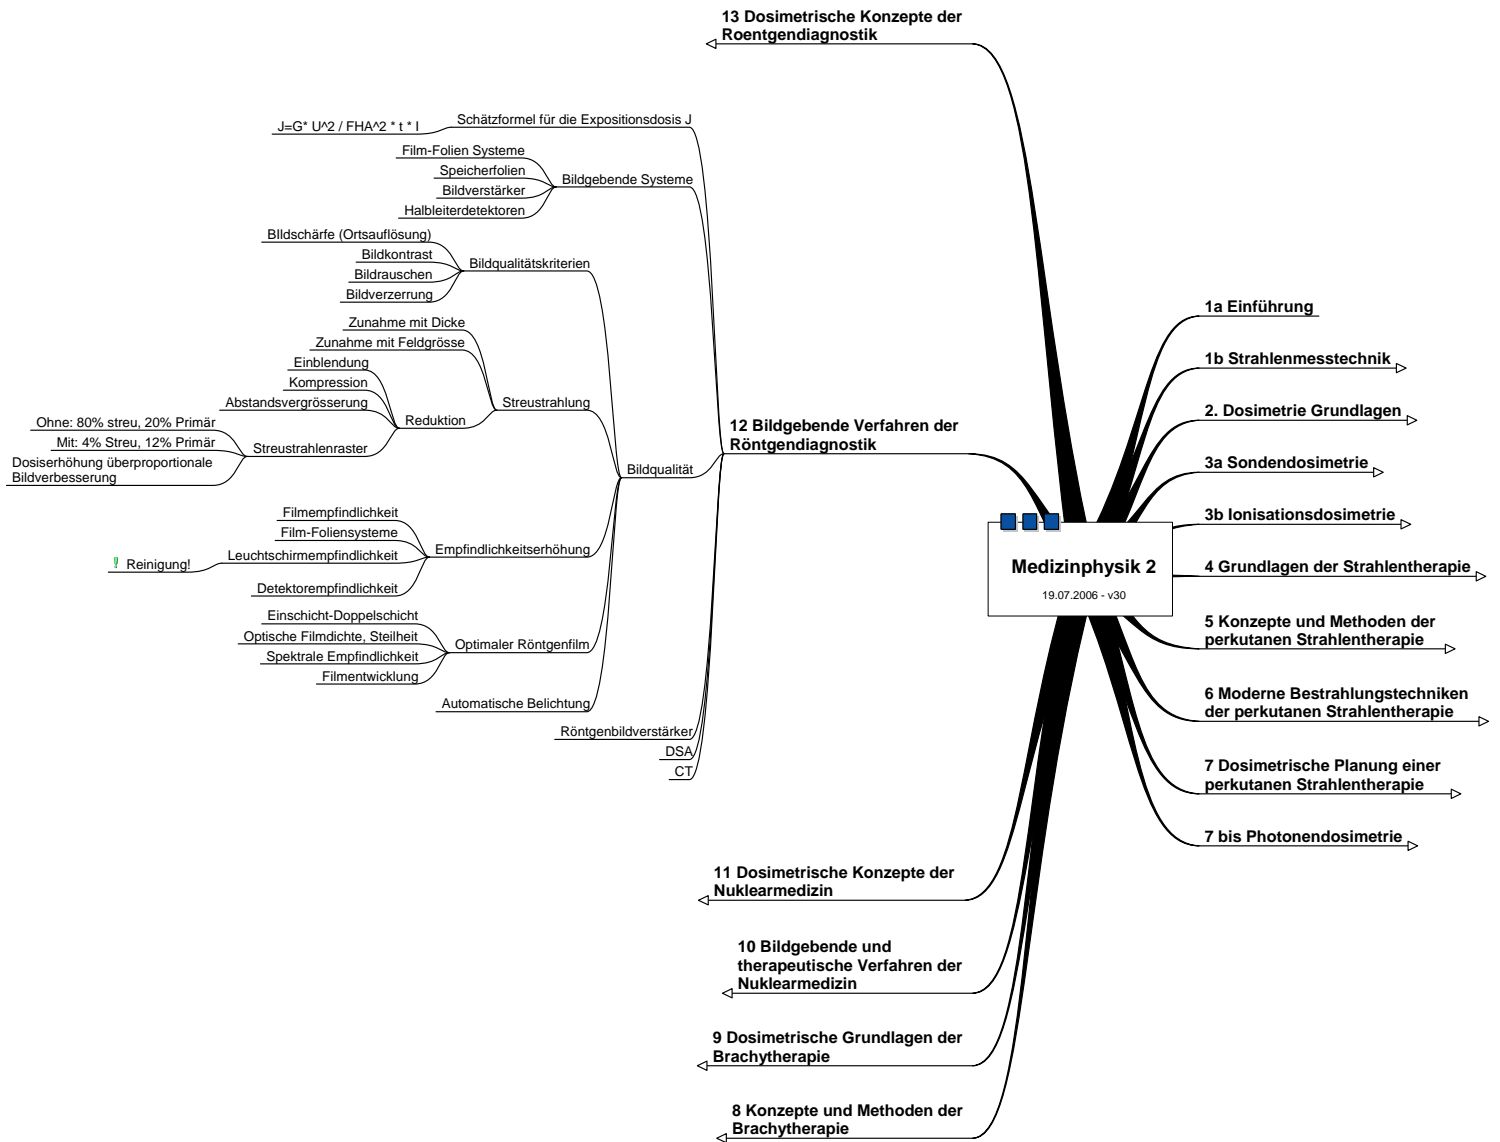 13 Dosimetrische Konzepte der
Roentgendiagnostik
Schätzformel für die Expositionsdosis J
J=G* U^2 / FHA^2 * t * I
Bildgebende Systeme
Film-Folien Systeme
Speicherfolien
Bildverstärker
Halbleiterdetektoren
Bildqualitätskriterien
BIldschärfe (Ortsauflösung)
Bildkontrast
Bildrauschen
Bildverzerrung
Streustrahlung
Zunahme mit Dicke
Zunahme mit Feldgrösse
Reduktion
Einblendung
Kompression
Abstandsvergrösserung
Streustrahlenraster
Ohne: 80% streu, 20% Primär
Mit: 4% Streu, 12% Primär
Dosiserhöhung überproportionale
Bildverbesserung
12 Bildgebende Verfahren der
Röntgendiagnostik
Bildqualität
Empfindlichkeitserhöhung
Filmempfindlichkeit
Film-Foliensysteme
Leuchtschirmempfindlichkeit
! Reinigung!
Detektorempfindlichkeit
Optimaler Röntgenfilm
Einschicht-Doppelschicht
Optische Filmdichte, Steilheit
Spektrale Empfindlichkeit
Filmentwicklung
Automatische Belichtung
Röntgenbildverstärker
DSA
CT
11 Dosimetrische Konzepte der
Nuklearmedizin
10 Bildgebende und
therapeutische Verfahren der
Nuklearmedizin
9 Dosimetrische Grundlagen der
Brachytherapie
8 Konzepte und Methoden der
Brachytherapie
Medizinphysik 2
19.07.2006 - v30
1a Einführung
1b Strahlenmesstechnik
2. Dosimetrie Grundlagen
3a Sondendosimetrie
3b Ionisationsdosimetrie
4 Grundlagen der Strahlentherapie
5 Konzepte und Methoden der
perkutanen Strahlentherapie
6 Moderne Bestrahlungstechniken
der perkutanen Strahlentherapie
7 Dosimetrische Planung einer
perkutanen Strahlentherapie
7 bis Photonendosimetrie